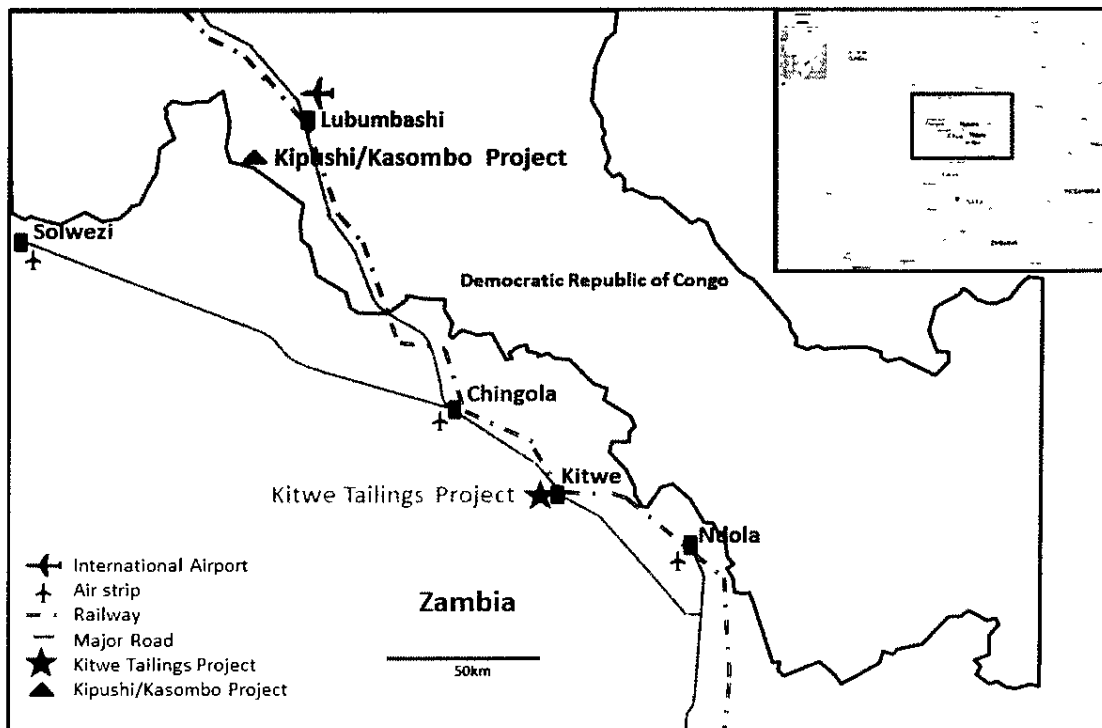 Lubumbashi
Kipushi/Kasombo Project
Solwezi
Democratic Republic of Congo
Chingola
Kitwe
Kitwe Tailings Project
Ndola
International Airport
Air strip
Railway
Major Road
Kitwe Tailings Project
Kipushi/Kasombo Project
Zambia
50km